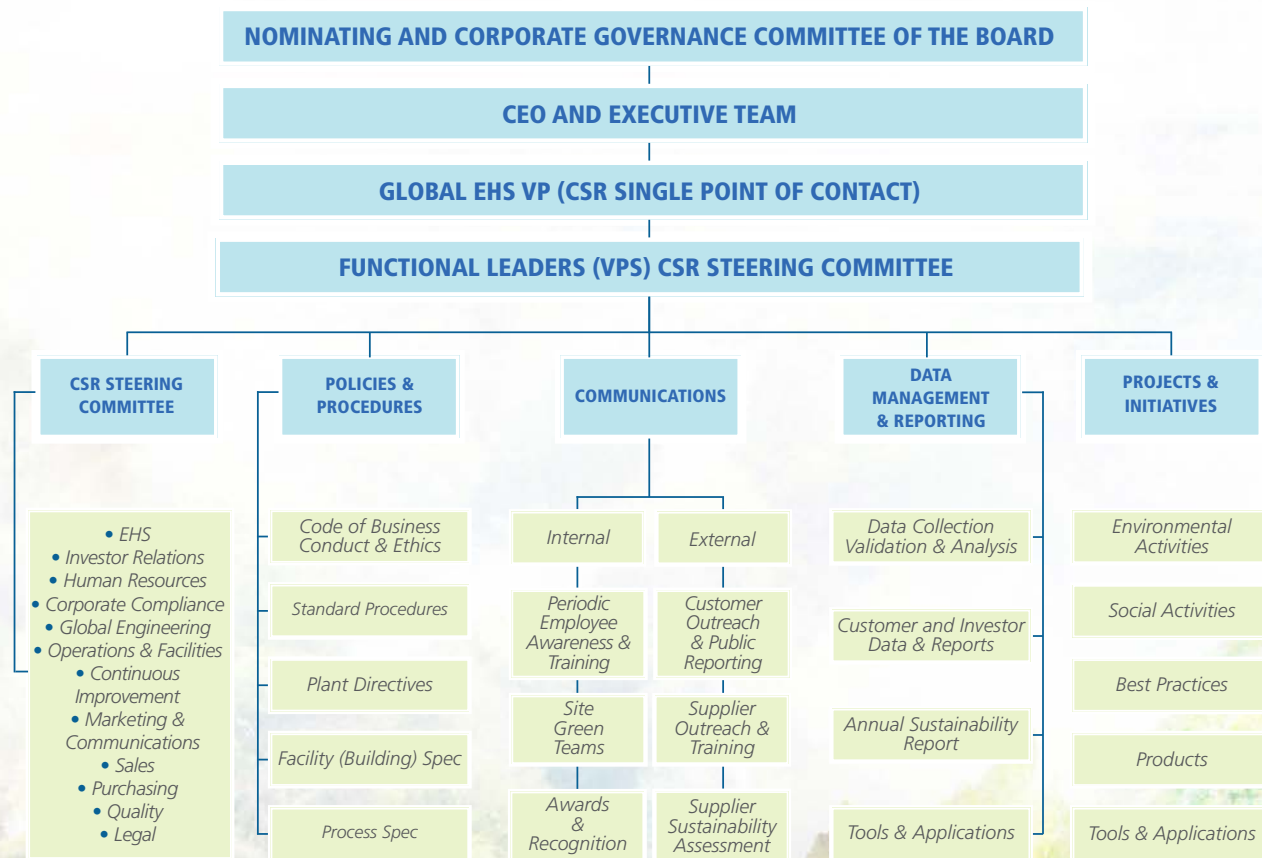 NOMINATING AND CORPORATE GOVERNANCE COMMITTEE OF THE BOARD
CEO AND EXECUTIVE TEAM
GLOBAL EHS VP (CSR SINGLE POINT OF CONTACT)
FUNCTIONAL LEADERS (VPS) CSR STEERING COMMITTEE
CSR STEERING
COMMITTEE
• EHS
• Investor Relations
• Human Resources
• Corporate Compliance
• Global Engineering
• Operations & Facilities
• Continuous
Improvement
• Marketing &
Communications
• Sales
• Purchasing
• Quality
• Legal
POLICIES &
PROCEDURES
Code of Business
Conduct & Ethics
Standard Procedures
Plant Directives
Facility (Building) Spec
Process Spec
COMMUNICATIONS
Internal
Periodic
Employee
Awareness &
Training
Site
Green
Teams
Awards
&
Recognition
External
Customer
Outreach
& Public
Reporting
Supplier
Outreach &
Training
Supplier
Sustainability
Assessment
DATA
MANAGEMENT
& REPORTING
Data Collection
Validation & Analysis
Customer and Investor
Data & Reports
Annual Sustainability
Report
Tools & Applications
PROJECTS &
INITIATIVES
Environmental
Activities
Social Activities
Best Practices
Products
Tools & Applications